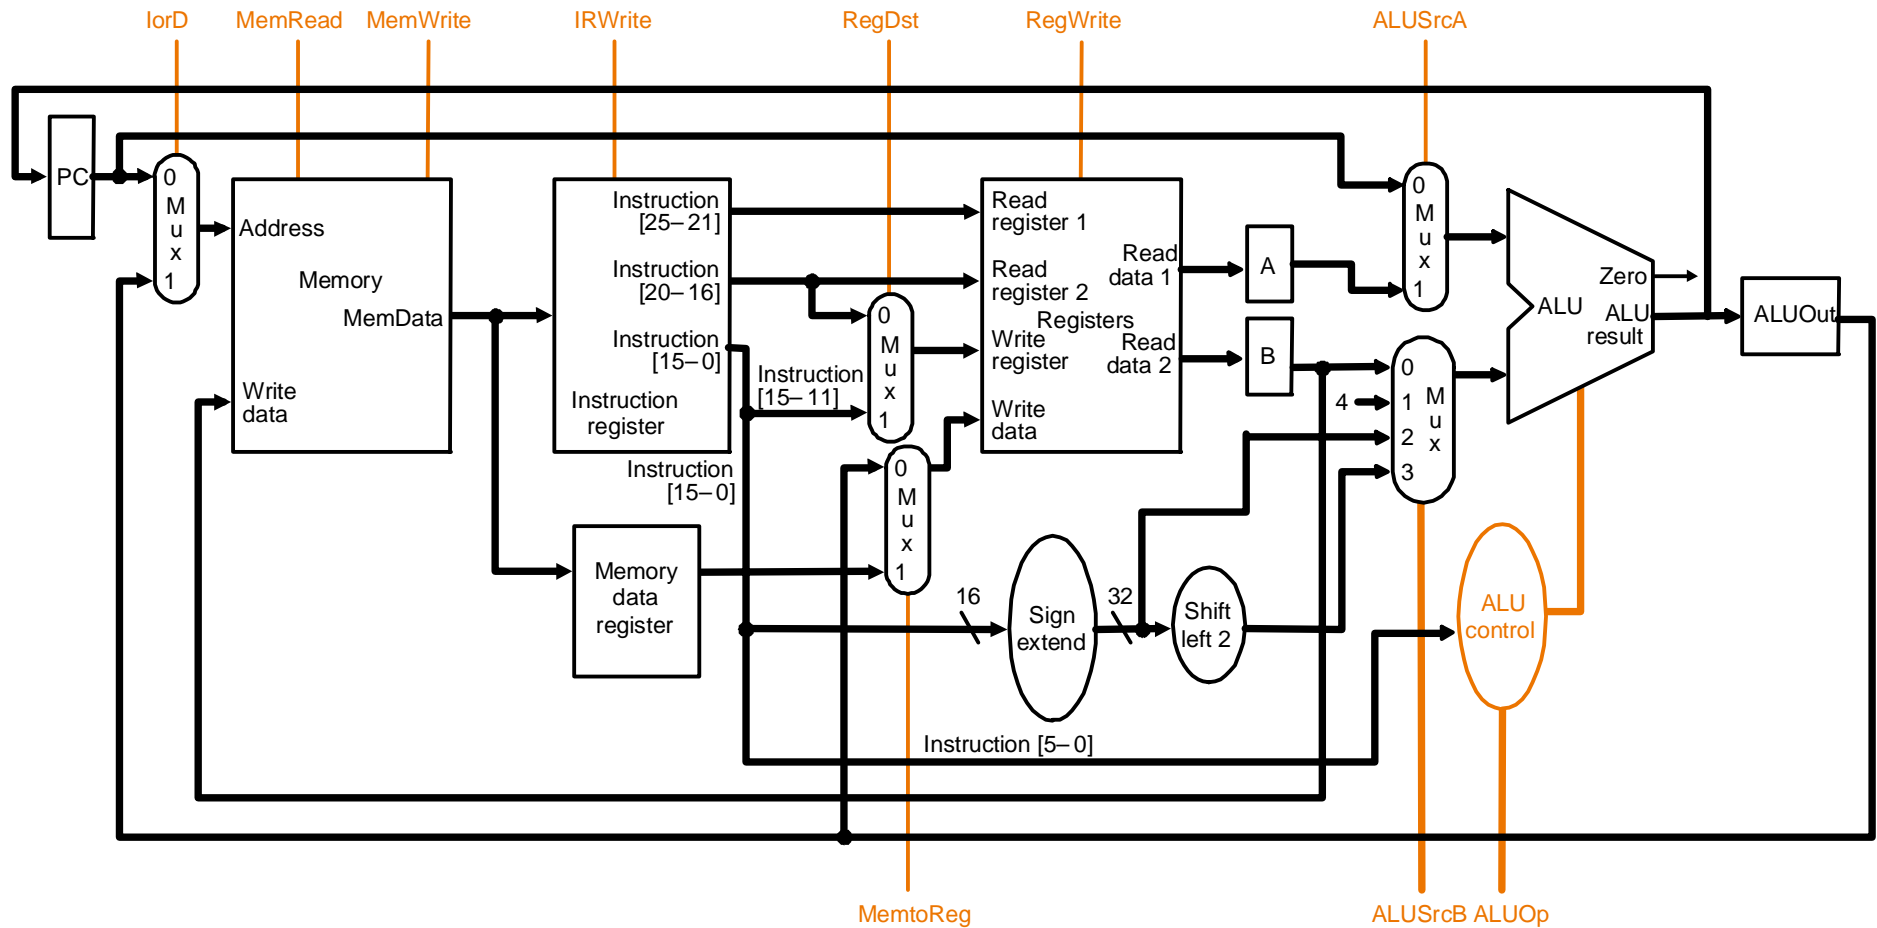 IorD MemRead MemWrite IRWrite RegDst RegWrite ALUSrcA
PC
0
M
u
x
1
Address
Memory
MemData
Write
data
Instruction
[25–21]
Instruction
[20–16]
Instruction
[15–0]
Instruction
register
Instruction
[15–0]
Instruction
[15–11]
Memory
data
register
0
M
u
x
1
0
M
u
x
1
Read
register 1
Read
register 2
Registers
Write
register
Write
data
Read
data 1
Read
data 2
16
Sign
extend
32
Shift
left 2
Instruction [5–0]
A
B
4
0
M
u
x
1
0
1
2
3
M
u
x
ALU
Zero
ALU
result
ALUOut
ALU
control
MemtoReg ALUSrcB ALUOp